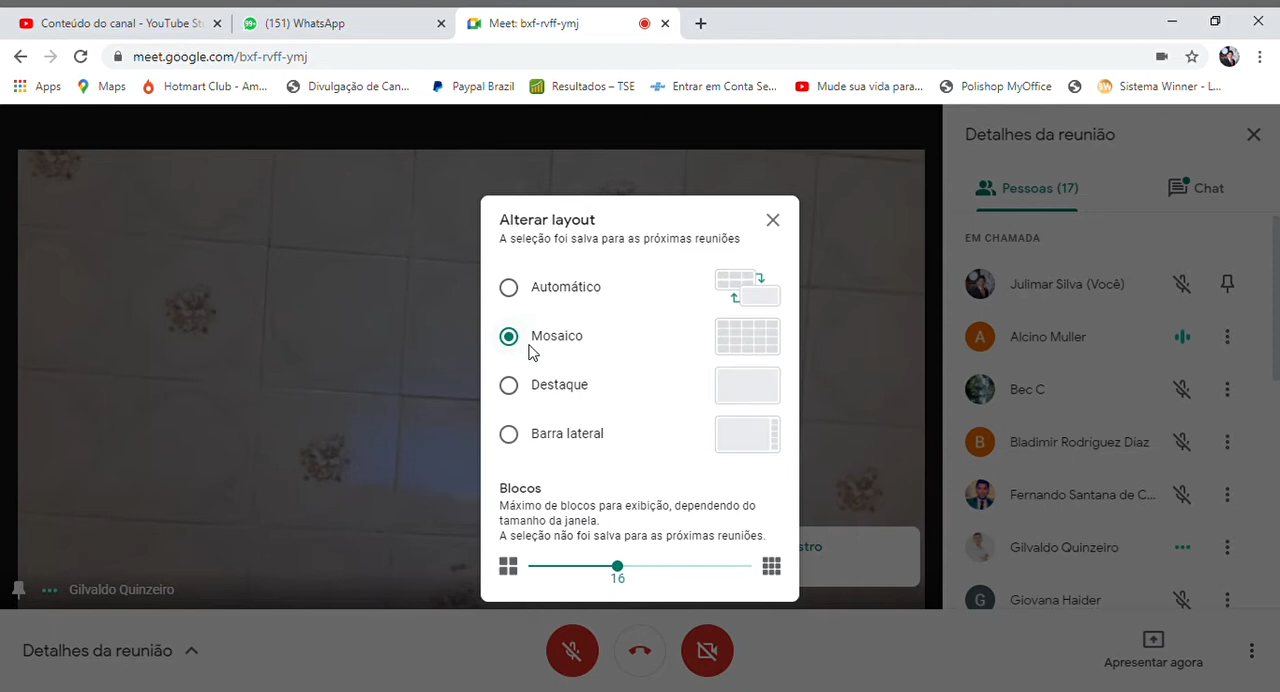 Conteúdo do canal - YouTube St
99+
(151) WhatsApp
Meet: bxf-rvff-ymj
meet.google.com/bxf-rvff-ymj
Apps
Maps
Hotmart Club - Am...
Divulgação de Can...
Paypal Brazil
Resultados – TSE
Entrar em Conta Se...
Mude sua vida para...
Polishop MyOffice
Sistema Winner - L...
Detalhes da reunião
Pessoas (17)
Chat
EM CHAMADA
Julimar Silva (Você)
A
Alcino Muller
Bec C
B
Bladimir Rodríguez Díaz
Fernando Santana de C...
Gilvaldo Quinzeiro
G
Giovana Haider
Alterar layout
A seleção foi salva para as próximas reuniões
Automático
Mosaico
Destaque
Barra lateral
Blocos
Máximo de blocos para exibição, dependendo do
tamanho da janela.
A seleção não foi salva para as próximas reuniões.
16
Gilvaldo Quinzeiro
Detalhes da reunião
Apresentar agora